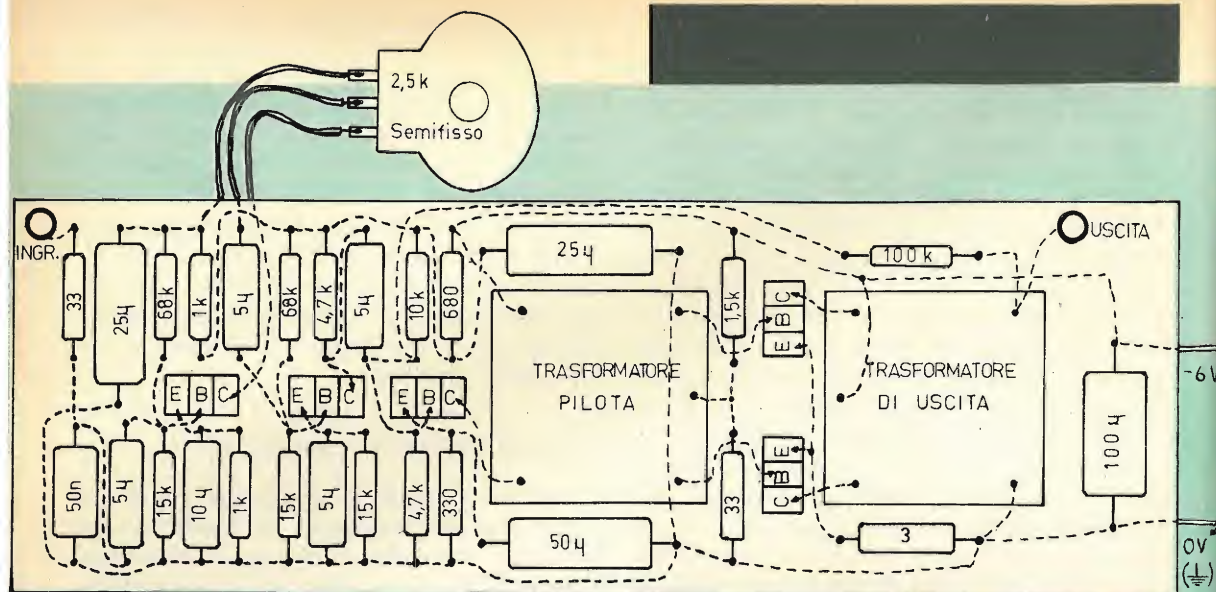 2,5k
Semifisso
INGR.
USCITA
33
25µ
68k
1k
5µ
68k
4,7k
5µ
10k
680
25µ
1,5k
100k
C
B
E
TRASFORMATORE
PILOTA
TRASFORMATORE
DI USCITA
-6V
100µ
E B C
E B C
E B C
50n
5µ
15k
10µ
1k
15k
5µ
15k
4,7k
330
50µ
33
E
B
C
3
0V
(⏚)